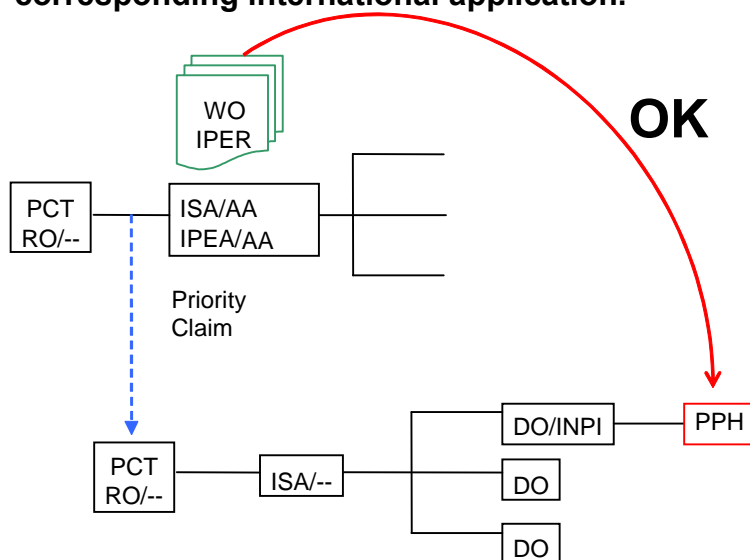 corresponding international application.
OK
WO
IPER
PCT
RO/--
ISA/AA
IPEA/AA
Priority
Claim
DO/INPI
PPH
PCT
RO/--
ISA/--
DO
DO